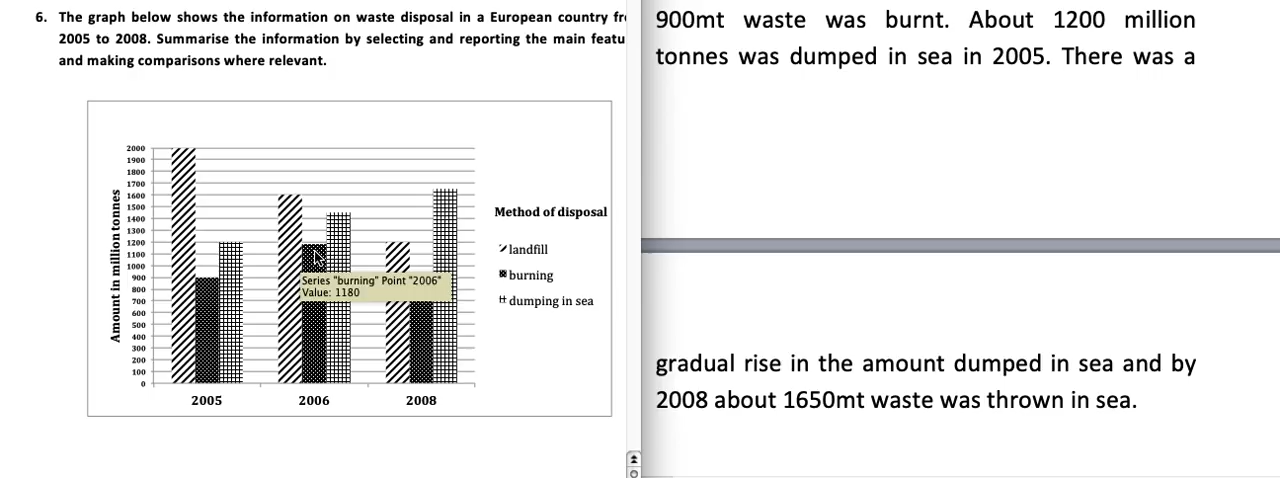 6. The graph below shows the information on waste disposal in a European country
2005 to 2008. Summarise the information by selecting and reporting the main
and making comparisons where relevant.
2000
1900
1800
1700
1600
1500
1400
1300
1200
1100
1000
900
800
700
600
500
400
300
200
100
0
Amount in million tonnes
Series "burning" Point "2006"
Value: 1180
2005 2006 2008
Method of disposal
landfill
burning
dumping in sea
900mt waste was burnt. About 1200 million
tonnes was dumped in sea in 2005. There was a
gradual rise in the amount dumped in sea and by
2008 about 1650mt waste was thrown in sea.